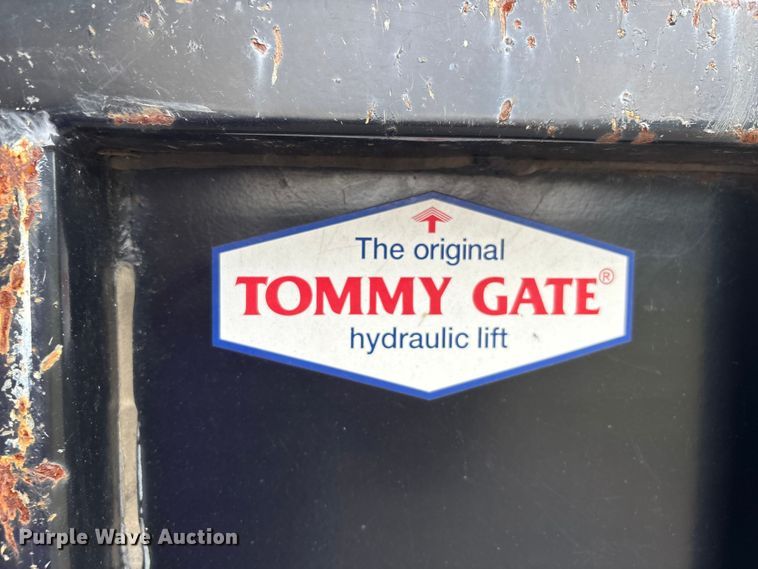 The original
TOMMY GATE®
hydraulic lift
Purple Wave Auction